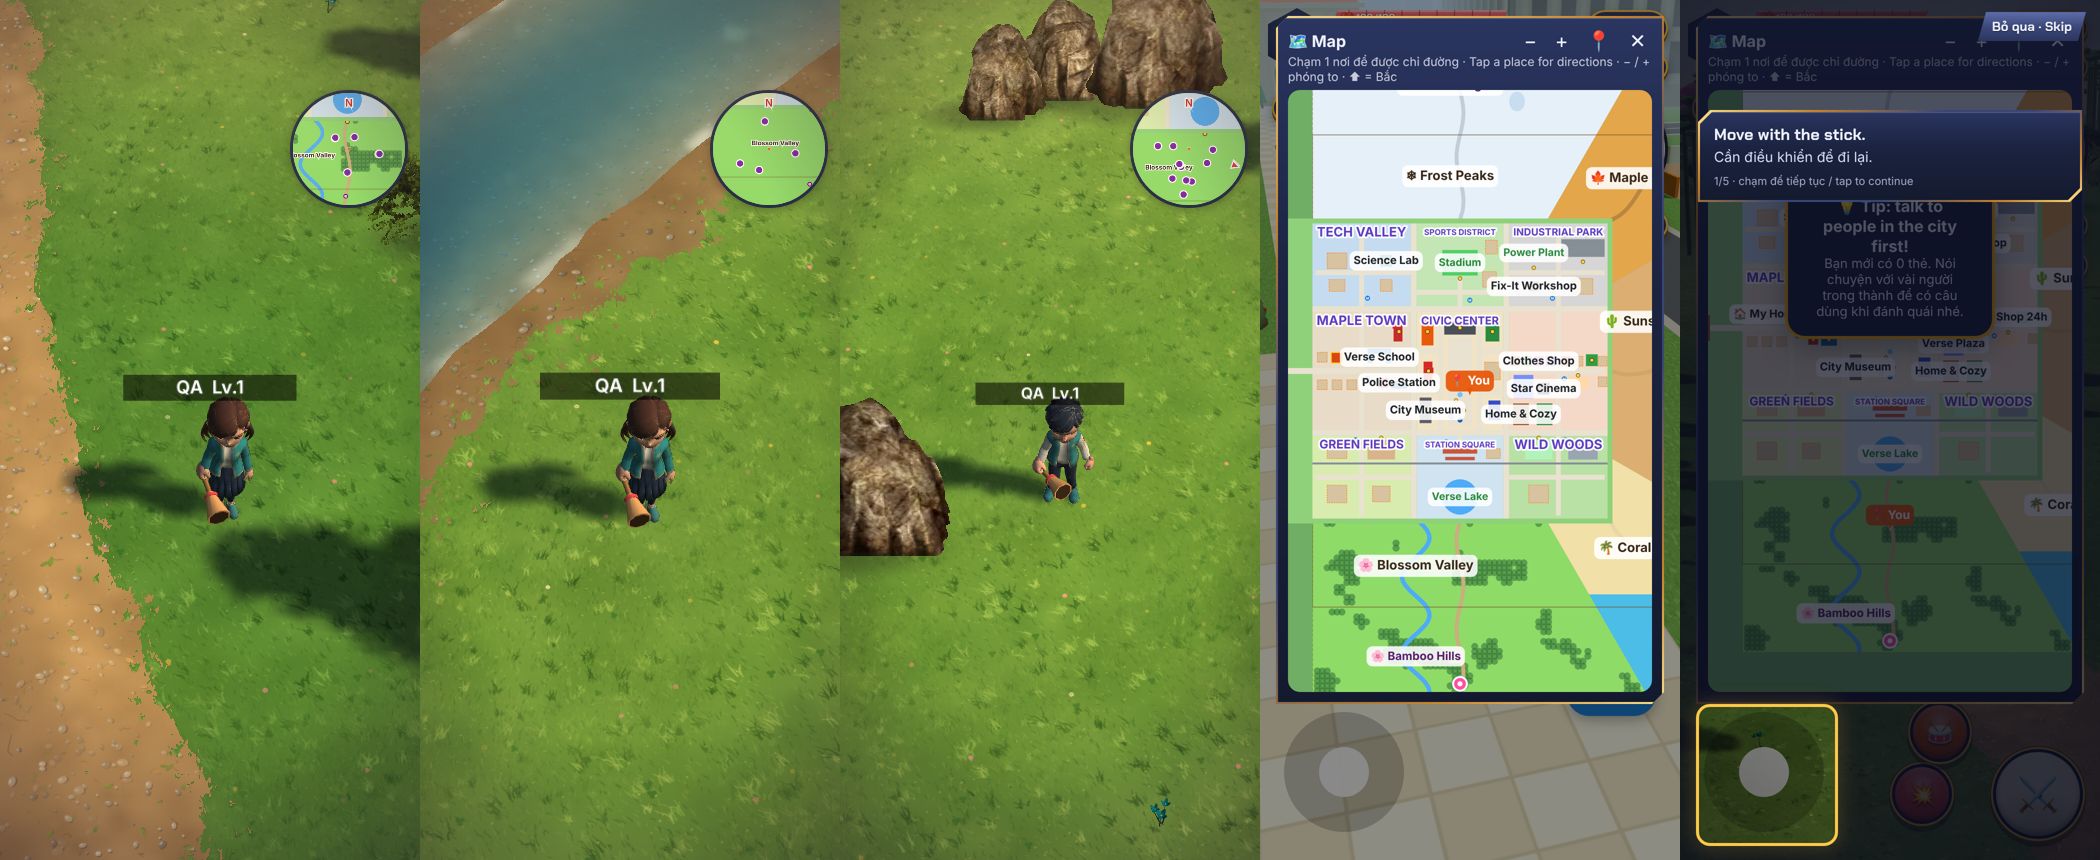 N
ossom Valley
QA Lv.1
N
Blossom Valley
QA Lv.1
N
QA Lv.1
Map
− + ✕
Chạm 1 nơi để được chỉ đường · Tap a place for directions · − / +
phóng to · ⬆ = Bắc
Frost Peaks
Maple
TECH VALLEY
SPORTS DISTRICT
INDUSTRIAL PARK
Science Lab
Stadium
Power Plant
Fix-It Workshop
MAPLE TOWN
CIVIC CENTER
Suns
Verse School
Clothes Shop
Police Station
You
Star Cinema
City Museum
Home & Cozy
GREEN FIELDS
STATION SQUARE
WILD WOODS
Verse Lake
Coral
Blossom Valley
Bamboo Hills
Bỏ qua · Skip
Map
Chạm 1 nơi để được chỉ đường · Tap a place for directions · − / +
phóng to · ⬆ = Bắc
Move with the stick.
Cần điều khiển để đi lại.
1/5 · chạm để tiếp tục / tap to continue
Tip: talk to
people in the city
first!
Bạn mới có 0 thẻ. Nói
chuyện với vài người
trong thành để có câu
dùng khi đánh quái nhé.
MAPL
My Ho
Shop 24h
Verse Plaza
City Museum
Home & Cozy
GREEN FIELDS
STATION SQUARE
WILD WOODS
Verse Lake
You
Cora
Bamboo Hills